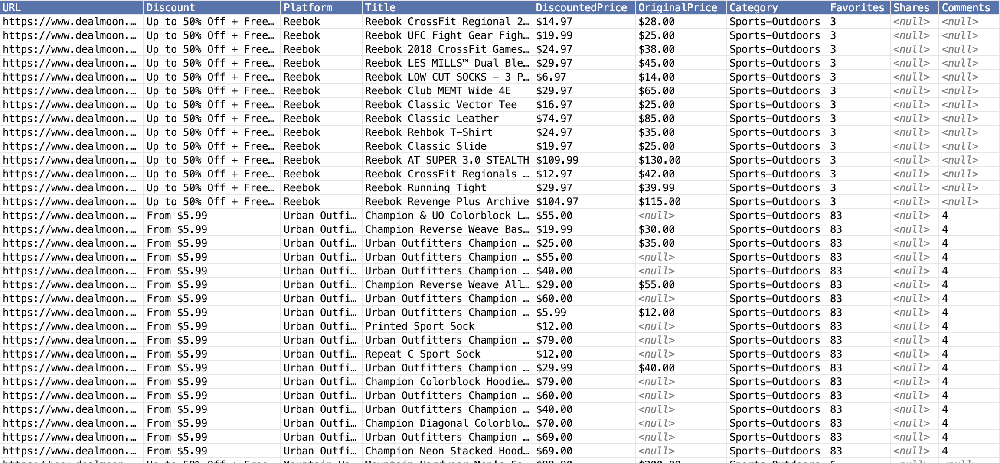 URL Discount Platform Title DiscountedPrice OriginalPrice Category Favorites Shares Comments
https://www.dealmoon.… Up to 50% Off + Free… Reebok Reebok CrossFit Regional 2… $14.97 $28.00 Sports-Outdoors 3 <null> <null>
https://www.dealmoon.… Up to 50% Off + Free… Reebok Reebok UFC Fight Gear Figh… $19.99 $25.00 Sports-Outdoors 3 <null> <null>
https://www.dealmoon.… Up to 50% Off + Free… Reebok Reebok 2018 CrossFit Games… $24.97 $38.00 Sports-Outdoors 3 <null> <null>
https://www.dealmoon.… Up to 50% Off + Free… Reebok Reebok LES MILLS™ Dual Ble… $29.97 $45.00 Sports-Outdoors 3 <null> <null>
https://www.dealmoon.… Up to 50% Off + Free… Reebok Reebok LOW CUT SOCKS – 3 P… $6.97 $14.00 Sports-Outdoors 3 <null> <null>
https://www.dealmoon.… Up to 50% Off + Free… Reebok Reebok Club MEMT Wide 4E $29.97 $65.00 Sports-Outdoors 3 <null> <null>
https://www.dealmoon.… Up to 50% Off + Free… Reebok Reebok Classic Vector Tee $16.97 $25.00 Sports-Outdoors 3 <null> <null>
https://www.dealmoon.… Up to 50% Off + Free… Reebok Reebok Classic Leather $74.97 $85.00 Sports-Outdoors 3 <null> <null>
https://www.dealmoon.… Up to 50% Off + Free… Reebok Reebok Rehbok T-Shirt $24.97 $35.00 Sports-Outdoors 3 <null> <null>
https://www.dealmoon.… Up to 50% Off + Free… Reebok Reebok Classic Slide $19.97 $25.00 Sports-Outdoors 3 <null> <null>
https://www.dealmoon.… Up to 50% Off + Free… Reebok Reebok AT SUPER 3.0 STEALTH $109.99 $130.00 Sports-Outdoors 3 <null> <null>
https://www.dealmoon.… Up to 50% Off + Free… Reebok Reebok CrossFit Regionals … $12.97 $42.00 Sports-Outdoors 3 <null> <null>
https://www.dealmoon.… Up to 50% Off + Free… Reebok Reebok Running Tight $29.97 $39.99 Sports-Outdoors 3 <null> <null>
https://www.dealmoon.… Up to 50% Off + Free… Reebok Reebok Revenge Plus Archive $104.97 $115.00 Sports-Outdoors 3 <null> <null>
https://www.dealmoon.… From $5.99 Urban Outfi… Champion & UO Colorblock L… $55.00 <null> Sports-Outdoors 83 <null> 4
https://www.dealmoon.… From $5.99 Urban Outfi… Champion Reverse Weave Bas… $19.99 $30.00 Sports-Outdoors 83 <null> 4
https://www.dealmoon.… From $5.99 Urban Outfi… Urban Outfitters Champion … $25.00 $35.00 Sports-Outdoors 83 <null> 4
https://www.dealmoon.… From $5.99 Urban Outfi… Urban Outfitters Champion … $55.00 <null> Sports-Outdoors 83 <null> 4
https://www.dealmoon.… From $5.99 Urban Outfi… Urban Outfitters Champion … $40.00 <null> Sports-Outdoors 83 <null> 4
https://www.dealmoon.… From $5.99 Urban Outfi… Champion Reverse Weave All… $29.00 $55.00 Sports-Outdoors 83 <null> 4
https://www.dealmoon.… From $5.99 Urban Outfi… Urban Outfitters Champion … $60.00 <null> Sports-Outdoors 83 <null> 4
https://www.dealmoon.… From $5.99 Urban Outfi… Urban Outfitters Champion … $5.99 $12.00 Sports-Outdoors 83 <null> 4
https://www.dealmoon.… From $5.99 Urban Outfi… Printed Sport Sock $12.00 <null> Sports-Outdoors 83 <null> 4
https://www.dealmoon.… From $5.99 Urban Outfi… Urban Outfitters Champion … $79.00 <null> Sports-Outdoors 83 <null> 4
https://www.dealmoon.… From $5.99 Urban Outfi… Repeat C Sport Sock $12.00 <null> Sports-Outdoors 83 <null> 4
https://www.dealmoon.… From $5.99 Urban Outfi… Urban Outfitters Champion … $29.99 $40.00 Sports-Outdoors 83 <null> 4
https://www.dealmoon.… From $5.99 Urban Outfi… Champion Colorblock Hoodie… $79.00 <null> Sports-Outdoors 83 <null> 4
https://www.dealmoon.… From $5.99 Urban Outfi… Urban Outfitters Champion … $60.00 <null> Sports-Outdoors 83 <null> 4
https://www.dealmoon.… From $5.99 Urban Outfi… Urban Outfitters Champion … $40.00 <null> Sports-Outdoors 83 <null> 4
https://www.dealmoon.… From $5.99 Urban Outfi… Champion Diagonal Colorblo… $70.00 <null> Sports-Outdoors 83 <null> 4
https://www.dealmoon.… From $5.99 Urban Outfi… Urban Outfitters Champion … $69.00 <null> Sports-Outdoors 83 <null> 4
https://www.dealmoon.… From $5.99 Urban Outfi… Champion Neon Stacked Hood… $69.00 <null> Sports-Outdoors 83 <null> 4